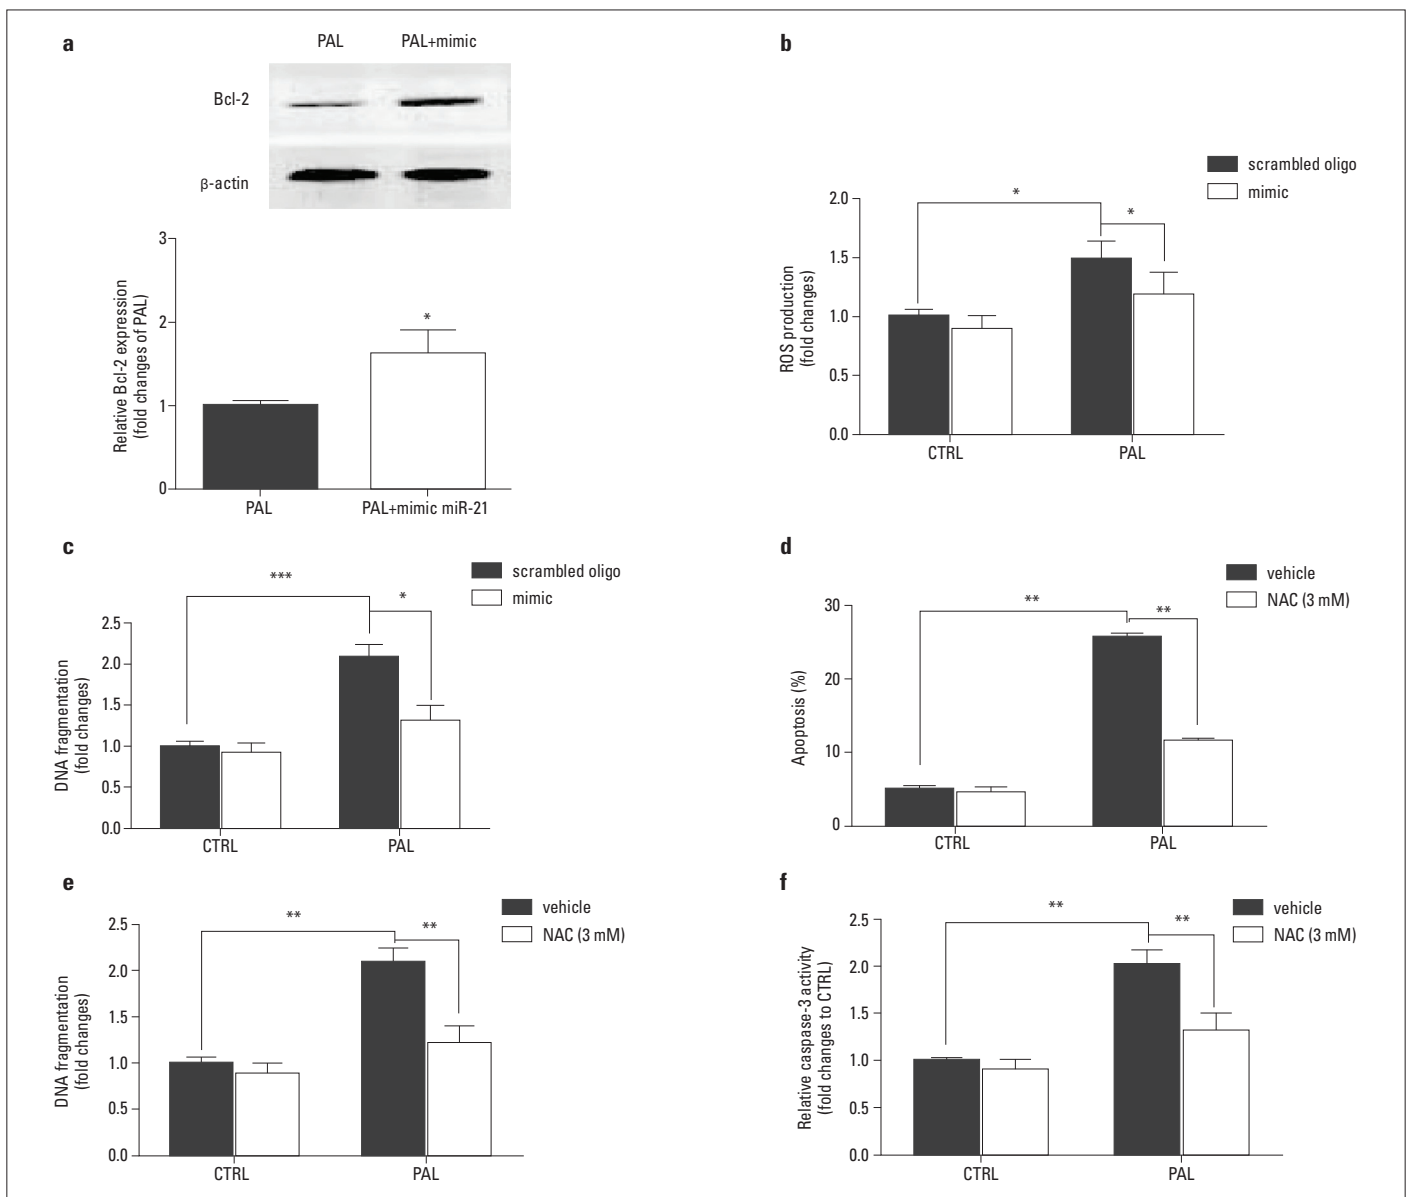 a
PAL PAL+mimic
Bcl-2
β-actin
3
2
1
0
Relative Bcl-2 expression
(fold changes of PAL)
*
PAL PAL+mimic miR-21
b
scrambled oligo
mimic
2.0
1.5
1.0
0.5
0.0
ROS production
(fold changes)
*
*
CTRL PAL
c
scrambled oligo
mimic
***
*
2.5
2.0
1.5
1.0
0.5
0.0
DNA fragmentation
(fold changes)
CTRL PAL
d
vehicle
NAC (3 mM)
**
**
30
20
10
0
Apoptosis (%)
CTRL PAL
e
vehicle
NAC (3 mM)
**
**
2.5
2.0
1.5
1.0
0.5
0.0
DNA fragmentation
(fold changes)
CTRL PAL
f
vehicle
NAC (3 mM)
**
**
2.5
2.0
1.5
1.0
0.5
0.0
Relative caspase-3 activity
(fold changes to CTRL)
CTRL PAL